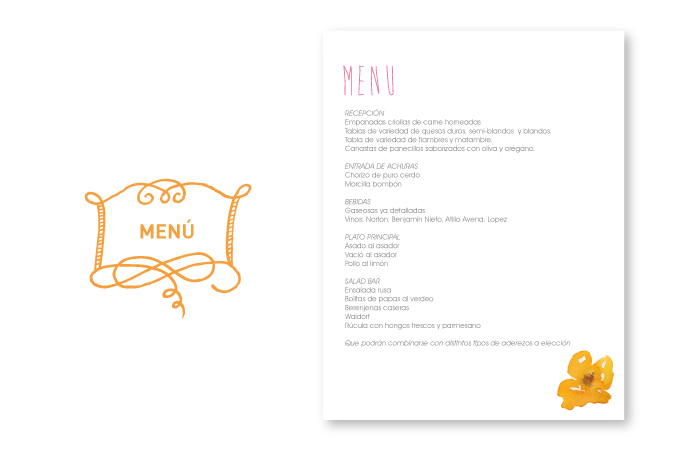 MENÚ
MENU
RECEPCIÓN
Empanadas criollas de carne horneadas
Tablas de variedad de quesos duros, semi-blandos y blandos.
Tabla de variedad de fiambres y matambre.
Canastas de panecillos saborizados con oliva y orégano.
ENTRADA DE ACHURAS
Chorizo de puro cerdo
Morcilla bombón
BEBIDAS
Gaseosas ya detalladas
Vinos: Norton, Benjamín Nieto, Atilio Avena, Lopez
PLATO PRINCIPAL
Asado al asador
Vació al asador
Pollo al limón
SALAD BAR
Ensalada rusa
Bolitas de papas al verdeo
Berenjenas caseras
Waldorf
Rúcula con hongos frescos y parmesano
Que podrán combinarse con distintos tipos de aderezos a elección